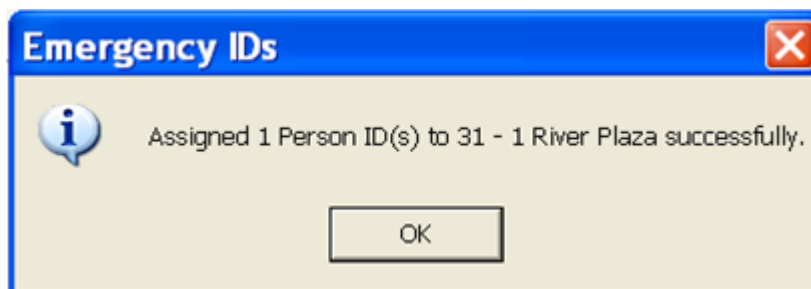 Emergency IDs
Assigned 1 Person ID(s) to 31 - 1 River Plaza successfully.
OK